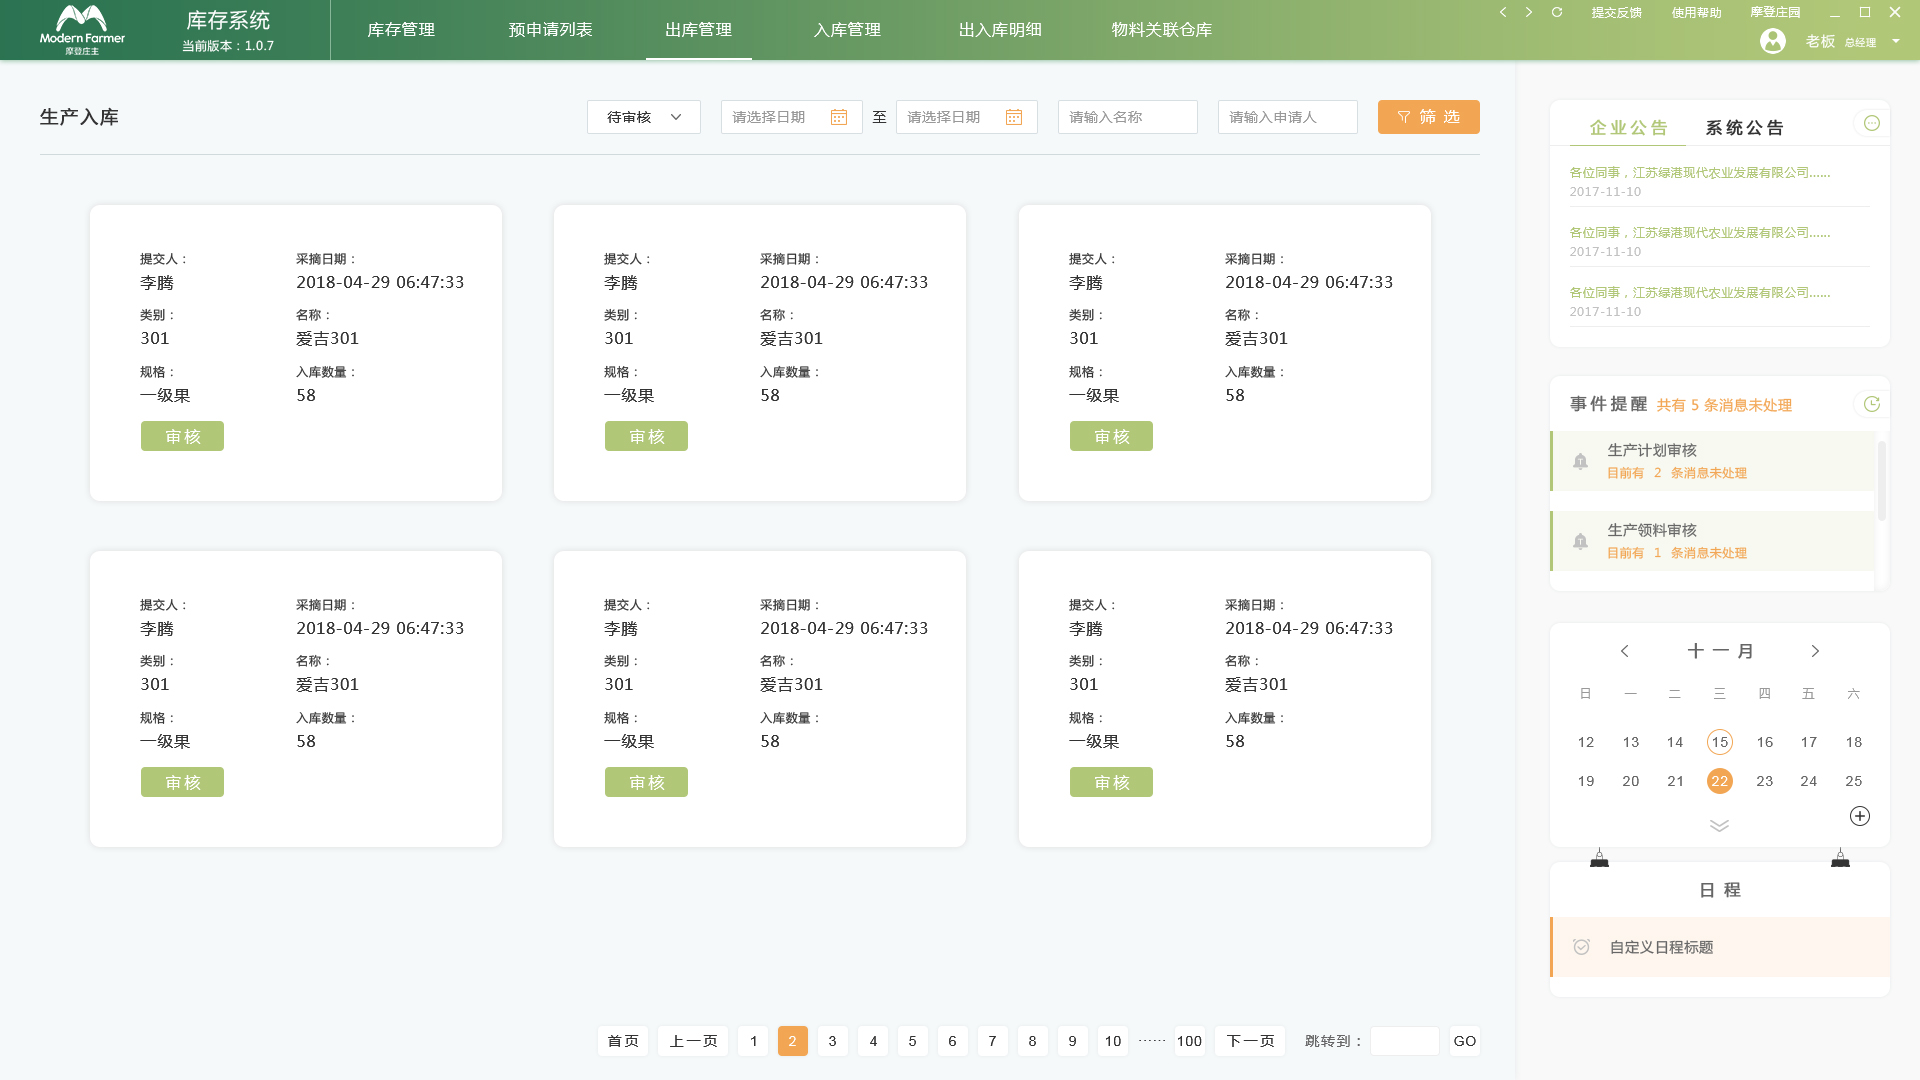 Modern Farmer
摩登庄主
库存系统
当前版本：1.0.7
库存管理
预申请列表
出库管理
入库管理
出入库明细
物料关联仓库
提交反馈
使用帮助
摩登庄园
老板 总经理
生产入库
待审核
请选择日期
至
请选择日期
请输入名称
请输入申请人
筛选
提交人： 采摘日期：
李腾 2018-04-29 06:47:33
类别： 名称：
301 爱吉301
规格： 入库数量：
一级果 58
审核
提交人： 采摘日期：
李腾 2018-04-29 06:47:33
类别： 名称：
301 爱吉301
规格： 入库数量：
一级果 58
审核
提交人： 采摘日期：
李腾 2018-04-29 06:47:33
类别： 名称：
301 爱吉301
规格： 入库数量：
一级果 58
审核
提交人： 采摘日期：
李腾 2018-04-29 06:47:33
类别： 名称：
301 爱吉301
规格： 入库数量：
一级果 58
审核
提交人： 采摘日期：
李腾 2018-04-29 06:47:33
类别： 名称：
301 爱吉301
规格： 入库数量：
一级果 58
审核
提交人： 采摘日期：
李腾 2018-04-29 06:47:33
类别： 名称：
301 爱吉301
规格： 入库数量：
一级果 58
审核
首页 上一页 1 2 3 4 5 6 7 8 9 10 ······ 100 下一页 跳转到： GO
企业公告 系统公告
各位同事，江苏绿港现代农业发展有限公司......
2017-11-10
各位同事，江苏绿港现代农业发展有限公司......
2017-11-10
各位同事，江苏绿港现代农业发展有限公司......
2017-11-10
事件提醒 共有 5 条消息未处理
生产计划审核
目前有 2 条消息未处理
生产领料审核
目前有 1 条消息未处理
十一月
日 一 二 三 四 五 六
12 13 14 15 16 17 18
19 20 21 22 23 24 25
日程
自定义日程标题